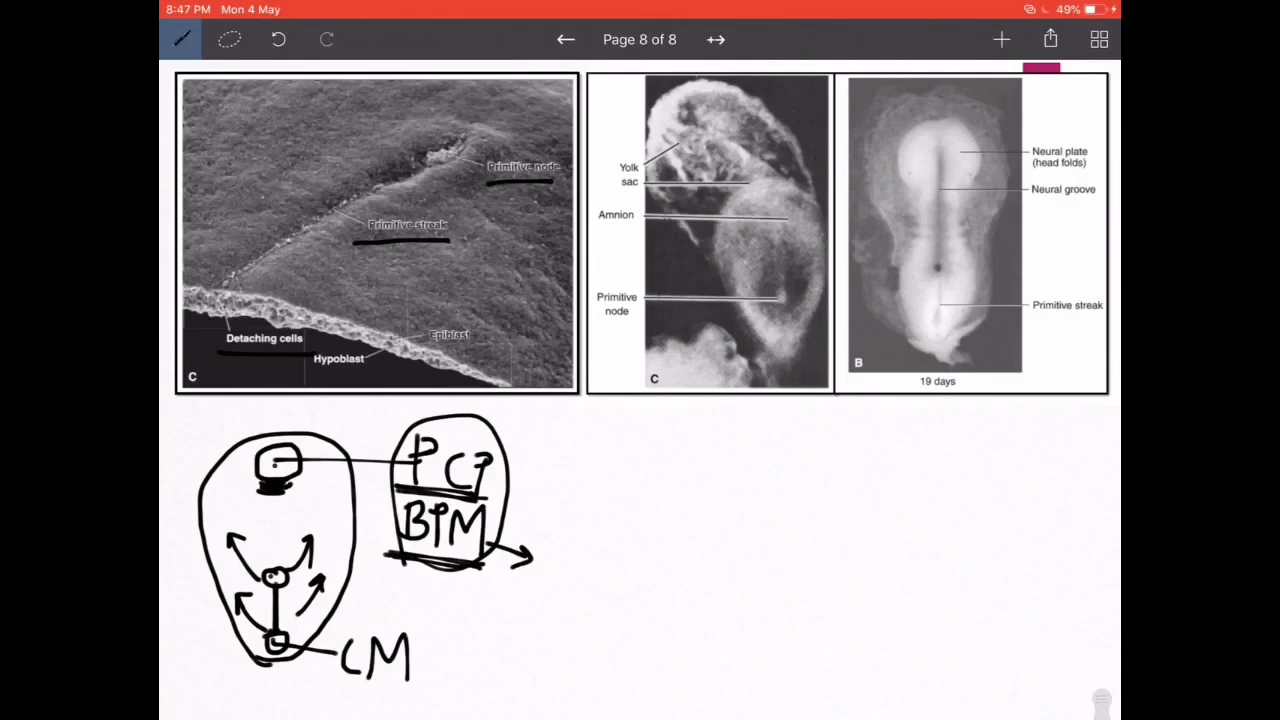 8:47 PM Mon 4 May
49%
Page 8 of 8
Primitive node
Primitive streak
Detaching cells
Epiblast
Hypoblast
C
Yolk
sac
Amnion
Primitive
node
C
Neural plate
(head folds)
Neural groove
Primitive streak
B
19 days
PCP
BPM
CM